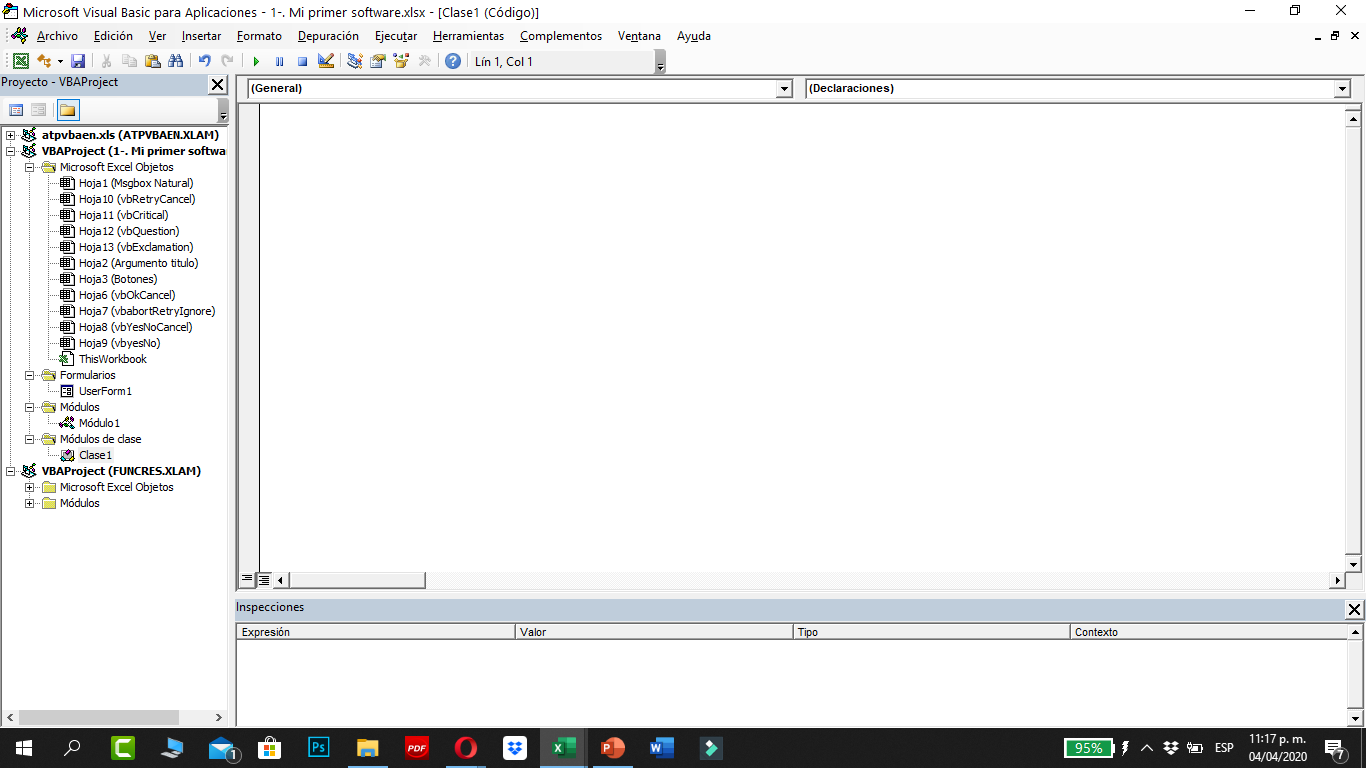 Microsoft Visual Basic para Aplicaciones - 1-. Mi primer software.xlsx - [Clase1 (Código)]
Archivo Edición Ver Insertar Formato Depuración Ejecutar Herramientas Complementos Ventana Ayuda
Lín 1, Col 1
Proyecto - VBAProject
(General) (Declaraciones)
atpvbaen.xls (ATPVBAEN.XLAM)
VBAProject (1-. Mi primer softwa
Microsoft Excel Objetos
Hoja1 (Msgbox Natural)
Hoja10 (vbRetryCancel)
Hoja11 (vbCritical)
Hoja12 (vbQuestion)
Hoja13 (vbExclamation)
Hoja2 (Argumento titulo)
Hoja3 (Botones)
Hoja6 (vbOkCancel)
Hoja7 (vbabortRetryIgnore)
Hoja8 (vbYesNoCancel)
Hoja9 (vbyesNo)
ThisWorkbook
Formularios
UserForm1
Módulos
Módulo1
Módulos de clase
Clase1
VBAProject (FUNCRES.XLAM)
Microsoft Excel Objetos
Módulos
Inspecciones
Expresión Valor Tipo Contexto
C 1 Ps PDF X P W 95% ESP 11:17 p. m. 7
04/04/2020